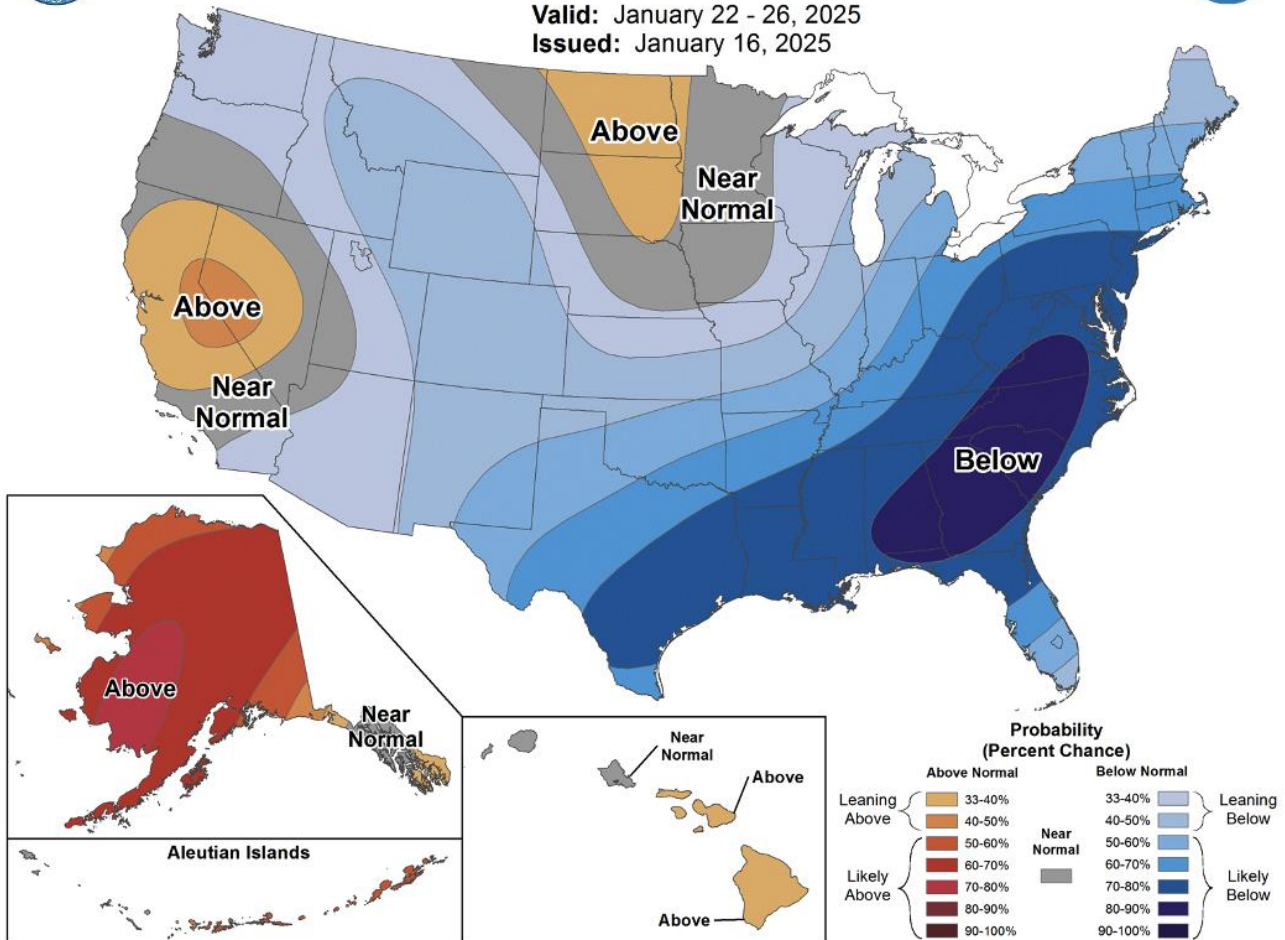 Valid: January 22 - 26, 2025
Issued: January 16, 2025
Above
Near
Normal
Above
Near
Normal
Below
Above
Near
Normal
Aleutian Islands
Near
Normal
Above
Above
Probability
(Percent Chance)
Above Normal
Below Normal
Leaning
Above
33-40%
40-50%
50-60%
60-70%
70-80%
80-90%
90-100%
Likely
Above
Near
Normal
33-40%
40-50%
50-60%
60-70%
70-80%
80-90%
90-100%
Leaning
Below
Likely
Below